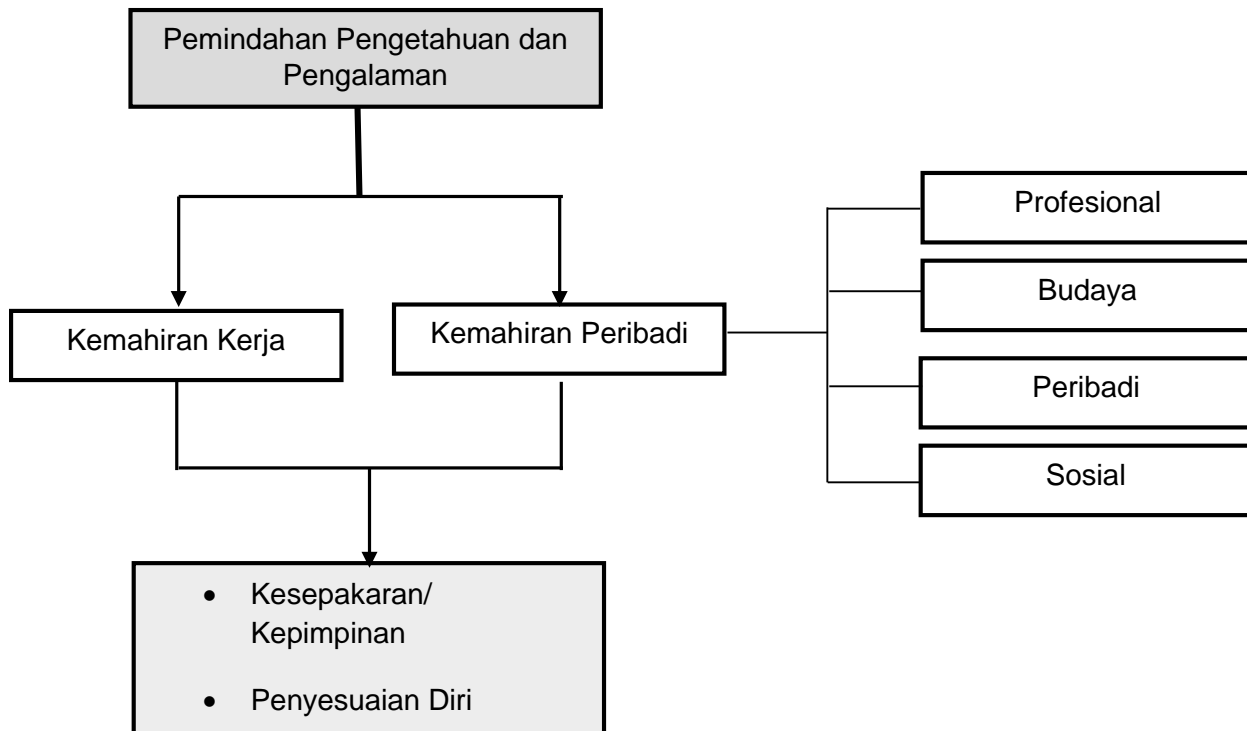 Pemindahan Pengetahuan dan
Pengalaman
Profesional
Budaya
Kemahiran Kerja
Kemahiran Peribadi
Peribadi
Sosial
• Kesepakaran/
Kepimpinan
• Penyesuaian Diri